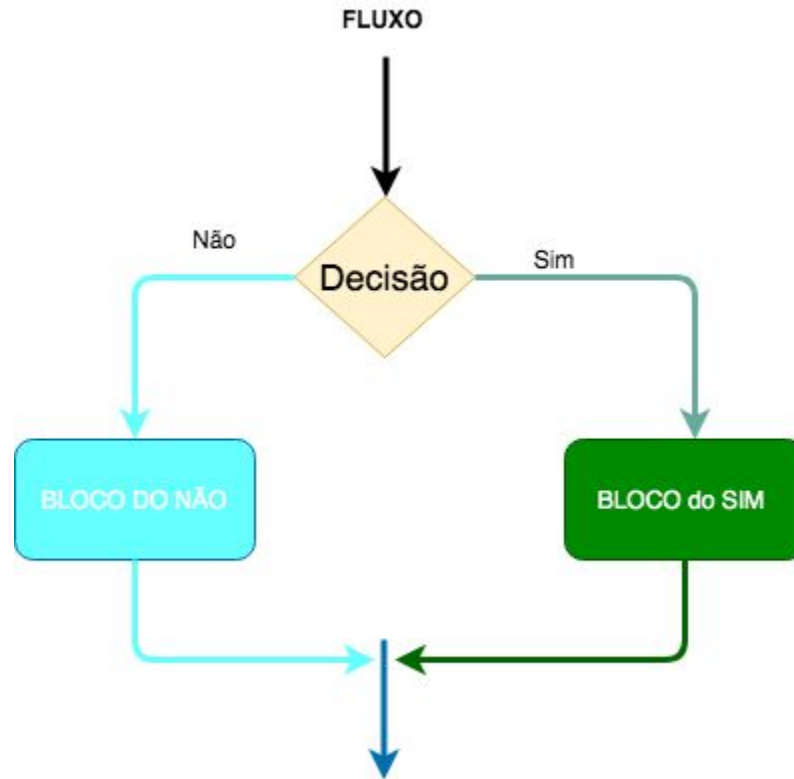 FLUXO
Não
Sim
Decisão
BLOCO DO NÃO
BLOCO do SIM